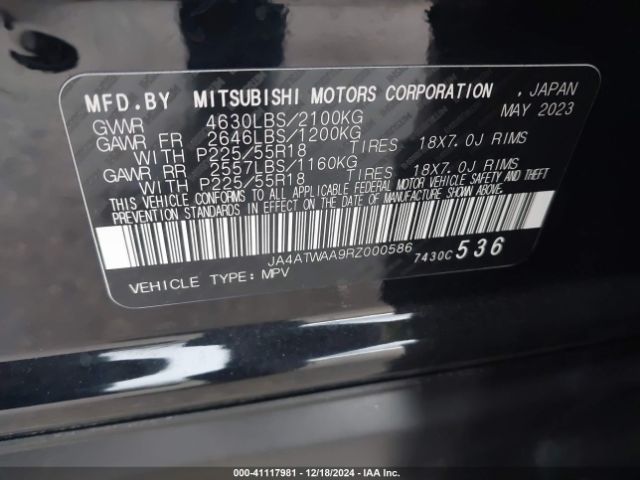 MFD.BY MITSUBISHI MOTORS CORPORATION , JAPAN
MAY 2023
GVWR 4630LBS/2100KG
GAWR FR 2646LBS/1200KG
WITH P225/55R18 TIRES 18X7.0J RIMS
GAWR RR 2557LBS/1160KG
WITH P225/55R18 TIRES 18X7.0J RIMS
THIS VEHICLE CONFORMS TO ALL APPLICABLE FEDERAL MOTOR VEHICLE SAFETY AND THEFT
PREVENTION STANDARDS IN EFFECT ON THE DATE OF MANUFACTURE SHOWN ABOVE.
JA4ATWAA9RZ000586 7430C 536
VEHICLE TYPE: MPV
000-41117981 - 12/18/2024 - IAA Inc.